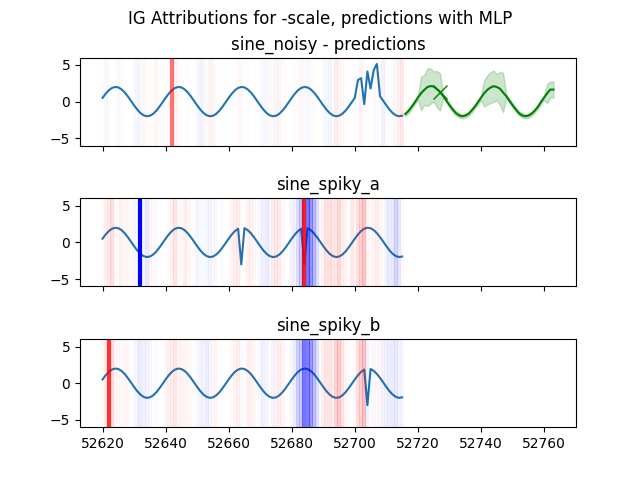 IG Attributions for -scale, predictions with MLP
sine_noisy - predictions
5
0
−5
sine_spiky_a
5
0
−5
sine_spiky_b
5
0
−5
52620 52640 52660 52680 52700 52720 52740 52760